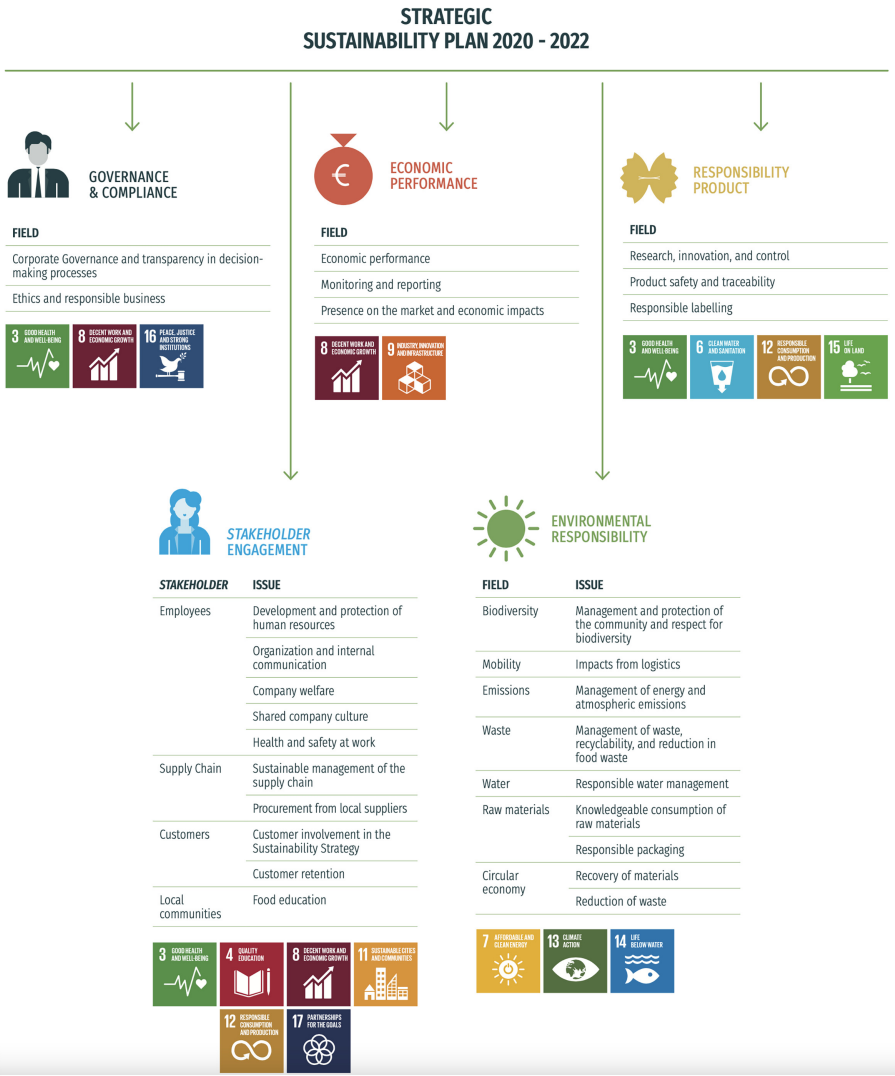 STRATEGIC
SUSTAINABILITY PLAN 2020 - 2022
GOVERNANCE
& COMPLIANCE
FIELD
Corporate Governance and transparency in decision-
making processes
Ethics and responsible business
3 GOOD HEALTH
AND WELL-BEING
8 DECENT WORK AND
ECONOMIC GROWTH
16 PEACE, JUSTICE
AND STRONG
INSTITUTIONS
€
ECONOMIC
PERFORMANCE
FIELD
Economic performance
Monitoring and reporting
Presence on the market and economic impacts
8 DECENT WORK AND
ECONOMIC GROWTH
9 INDUSTRY, INNOVATION
AND INFRASTRUCTURE
RESPONSIBILITY
PRODUCT
FIELD
Research, innovation, and control
Product safety and traceability
Responsible labelling
3 GOOD HEALTH
AND WELL-BEING
6 CLEAN WATER
AND SANITATION
12 RESPONSIBLE
CONSUMPTION
AND PRODUCTION
15 LIFE
ON LAND
STAKEHOLDER
ENGAGEMENT
STAKEHOLDER ISSUE
Employees Development and protection of
human resources
Organization and internal
communication
Company welfare
Shared company culture
Health and safety at work
Supply Chain Sustainable management of the
supply chain
Procurement from local suppliers
Customers Customer involvement in the
Sustainability Strategy
Customer retention
Local Food education
communities
3 GOOD HEALTH
AND WELL-BEING
4 QUALITY
EDUCATION
8 DECENT WORK AND
ECONOMIC GROWTH
11 SUSTAINABLE CITIES
AND COMMUNITIES
12 RESPONSIBLE
CONSUMPTION
AND PRODUCTION
17 PARTNERSHIPS
FOR THE GOALS
ENVIRONMENTAL
RESPONSIBILITY
FIELD ISSUE
Biodiversity Management and protection of
the community and respect for
biodiversity
Mobility Impacts from logistics
Emissions Management of energy and
atmospheric emissions
Waste Management of waste,
recyclability, and reduction in
food waste
Water Responsible water management
Raw materials Knowledgeable consumption of
raw materials
Responsible packaging
Circular Recovery of materials
economy
Reduction of waste
7 AFFORDABLE AND
CLEAN ENERGY
13 CLIMATE
ACTION
14 LIFE
BELOW WATER